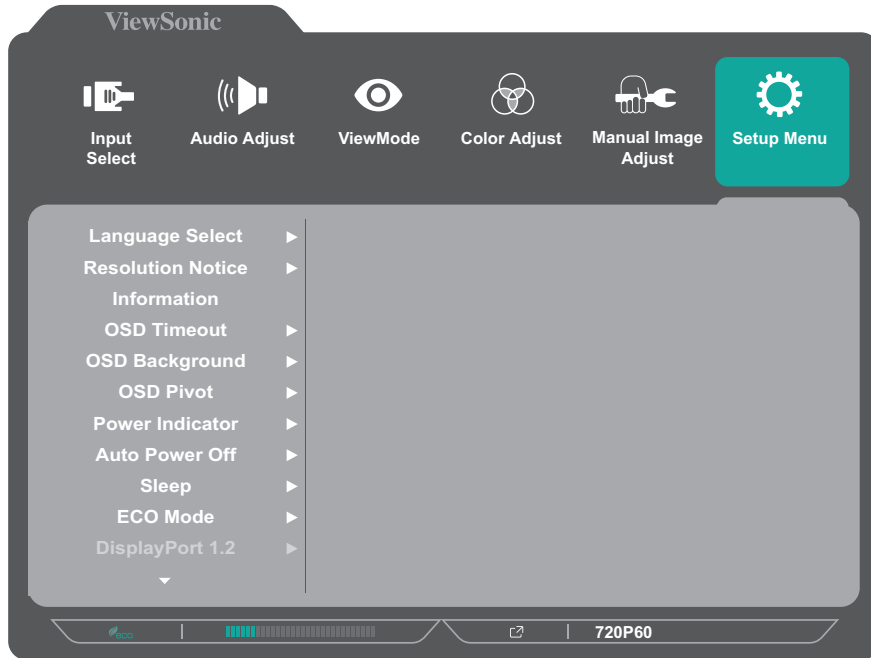 ViewSonic
Input
Select
Audio Adjust
ViewMode
Color Adjust
Manual Image
Adjust
Setup Menu
Language Select
Resolution Notice
Information
OSD Timeout
OSD Background
OSD Pivot
Power Indicator
Auto Power Off
Sleep
ECO Mode
DisplayPort 1.2
eco
720P60